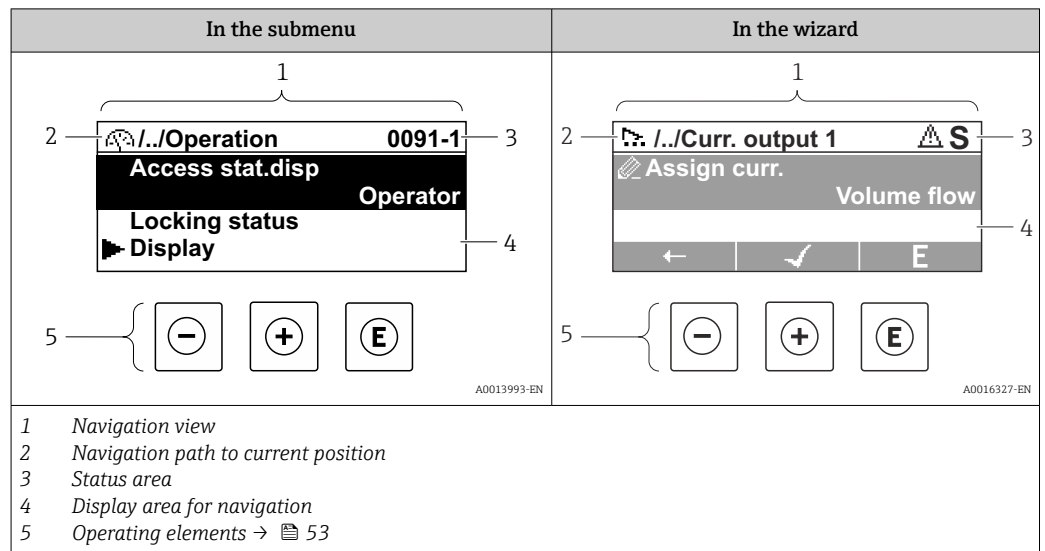 In the submenu
In the wizard
1
2
/../Operation 0091-1
3
Access stat.disp
Operator
Locking status
Display
4
5
- + E
A0013993-EN
1
2
/../Curr. output 1 S
3
Assign curr.
Volume flow
4
← ✓ E
5
- + E
A0016327-EN
1 Navigation view
2 Navigation path to current position
3 Status area
4 Display area for navigation
5 Operating elements → 53